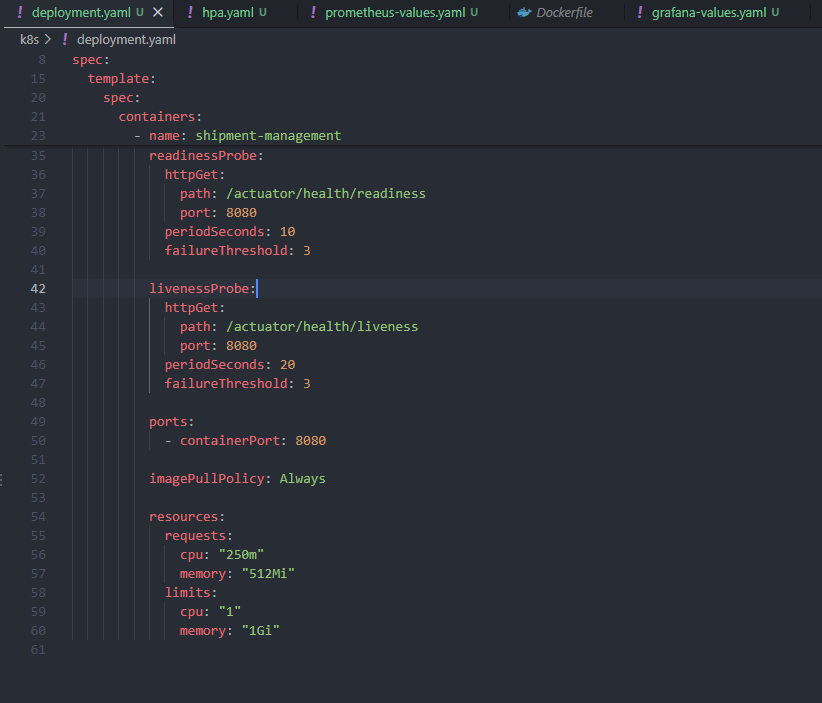 ! deployment.yaml U × ! hpa.yaml U ! prometheus-values.yaml U Dockerfile ! grafana-values.yaml U
k8s > ! deployment.yaml
8 spec:
15 template:
20 spec:
21 containers:
23 - name: shipment-management
35 readinessProbe:
36 httpGet:
37 path: /actuator/health/readiness
38 port: 8080
39 periodSeconds: 10
40 failureThreshold: 3
41
42 livenessProbe:
43 httpGet:
44 path: /actuator/health/liveness
45 port: 8080
46 periodSeconds: 20
47 failureThreshold: 3
48
49 ports:
50 - containerPort: 8080
51
52 imagePullPolicy: Always
53
54 resources:
55 requests:
56 cpu: "250m"
57 memory: "512Mi"
58 limits:
59 cpu: "1"
60 memory: "1Gi"
61